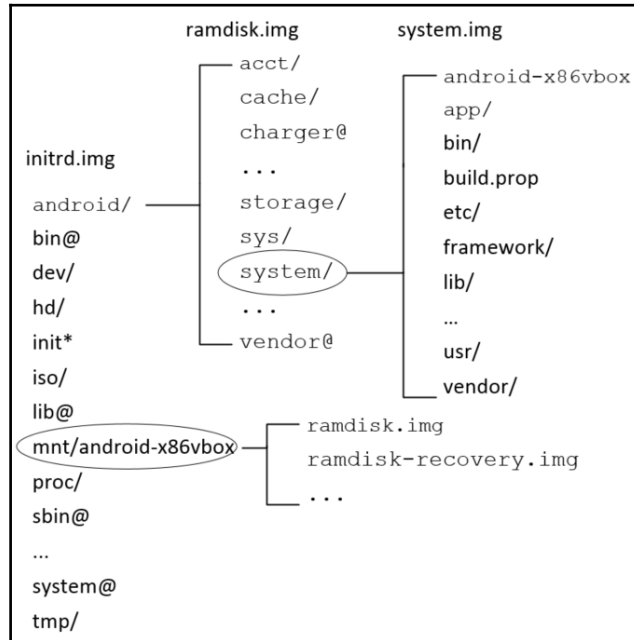 ramdisk.img
acct/
cache/
charger@
...
storage/
sys/
system/
...
vendor@
system.img
android-x86vbox
app/
bin/
build.prop
etc/
framework/
lib/
...
usr/
vendor/
initrd.img
android/
bin@
dev/
hd/
init*
iso/
lib@
mnt/android-x86vbox
proc/
sbin@
...
system@
tmp/
ramdisk.img
ramdisk-recovery.img
...